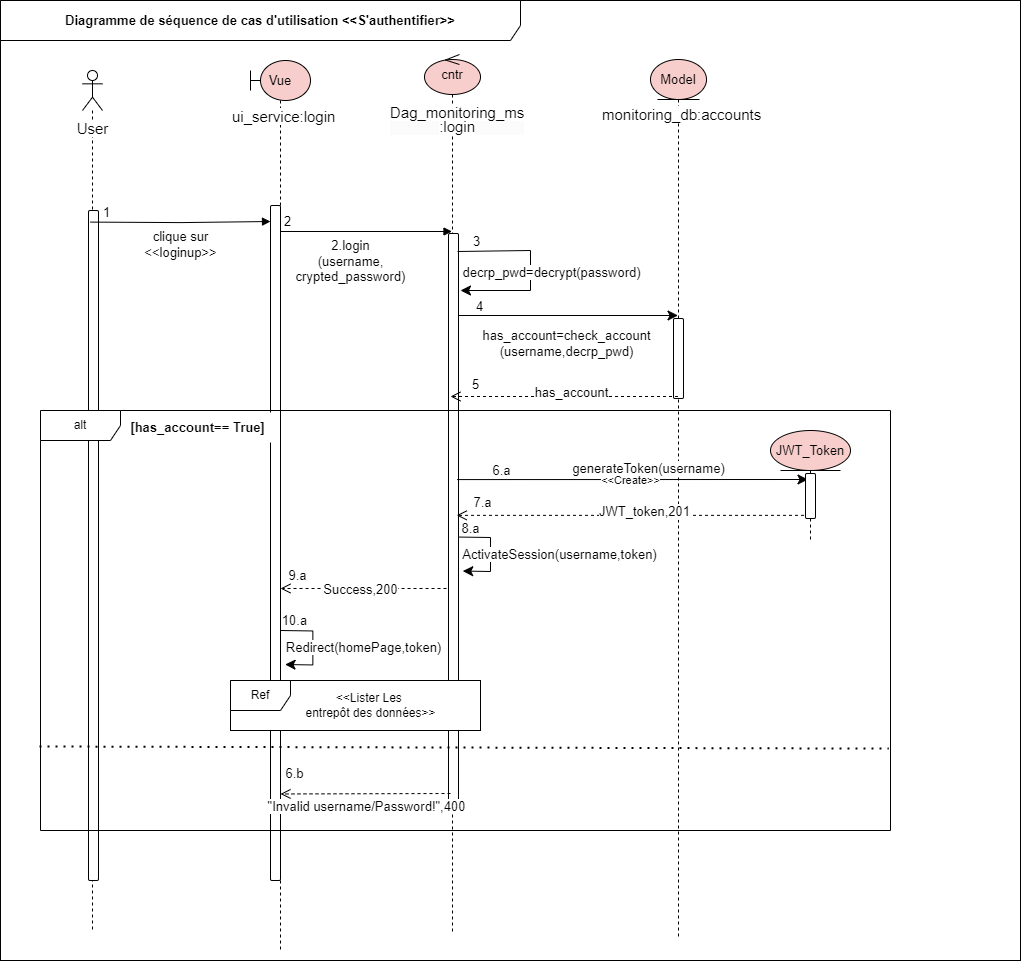 Diagramme de séquence de cas d'utilisation <<S'authentifier>>
User
Vue
ui_service:login
cntr
Dag_monitoring_ms
:login
Model
monitoring_db:accounts
1
clique sur
<<loginup>>
2
2.login
(username,
crypted_password)
3
decrp_pwd=decrypt(password)
4
has_account=check_account
(username,decrp_pwd)
5
has_account
alt
[has_account== True]
JWT_Token
6.a
generateToken(username)
<<Create>>
7.a
JWT_token,201
8.a
ActivateSession(username,token)
9.a
Success,200
10.a
Redirect(homePage,token)
Ref
<<Lister Les
entrepôt des données>>
6.b
"Invalid username/Password!",400